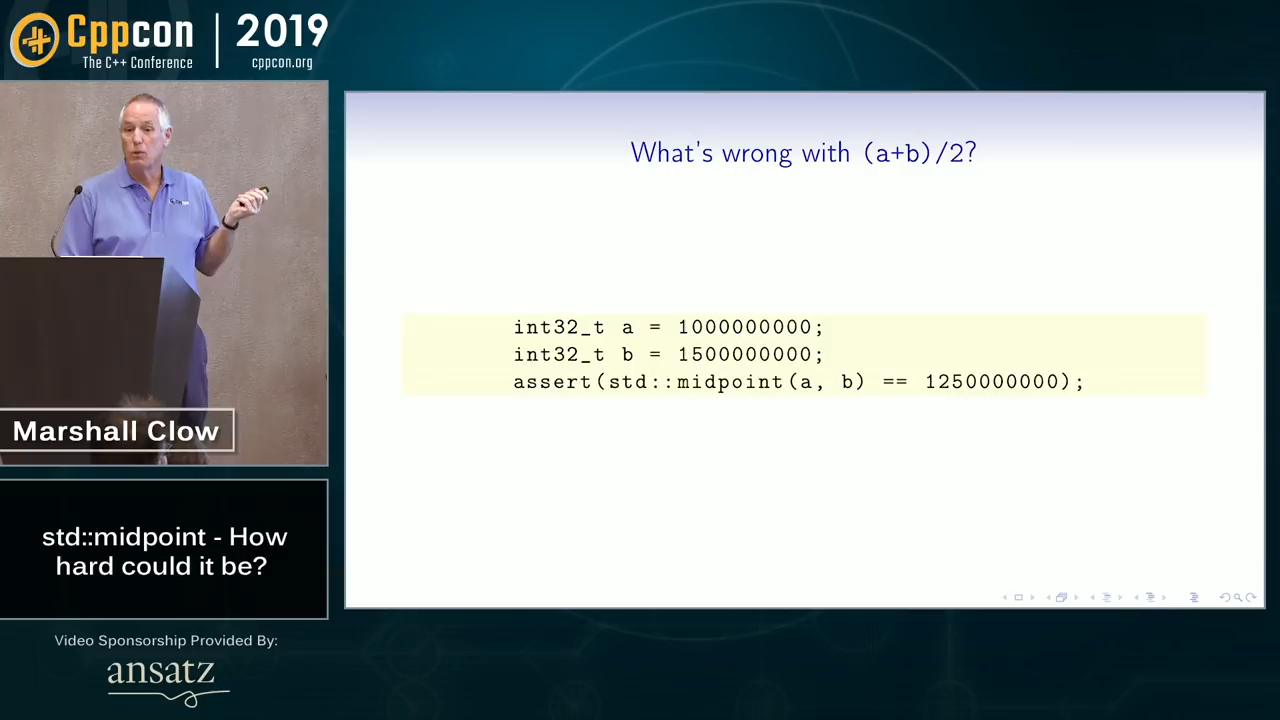 Cppcon
The C++ Conference
2019
cppcon.org
What's wrong with (a+b)/2?
int32_t a = 1000000000;
int32_t b = 1500000000;
assert(std::midpoint(a, b) == 1250000000);
Marshall Clow
std::midpoint - How
hard could it be?
Video Sponsorship Provided By:
ansatz